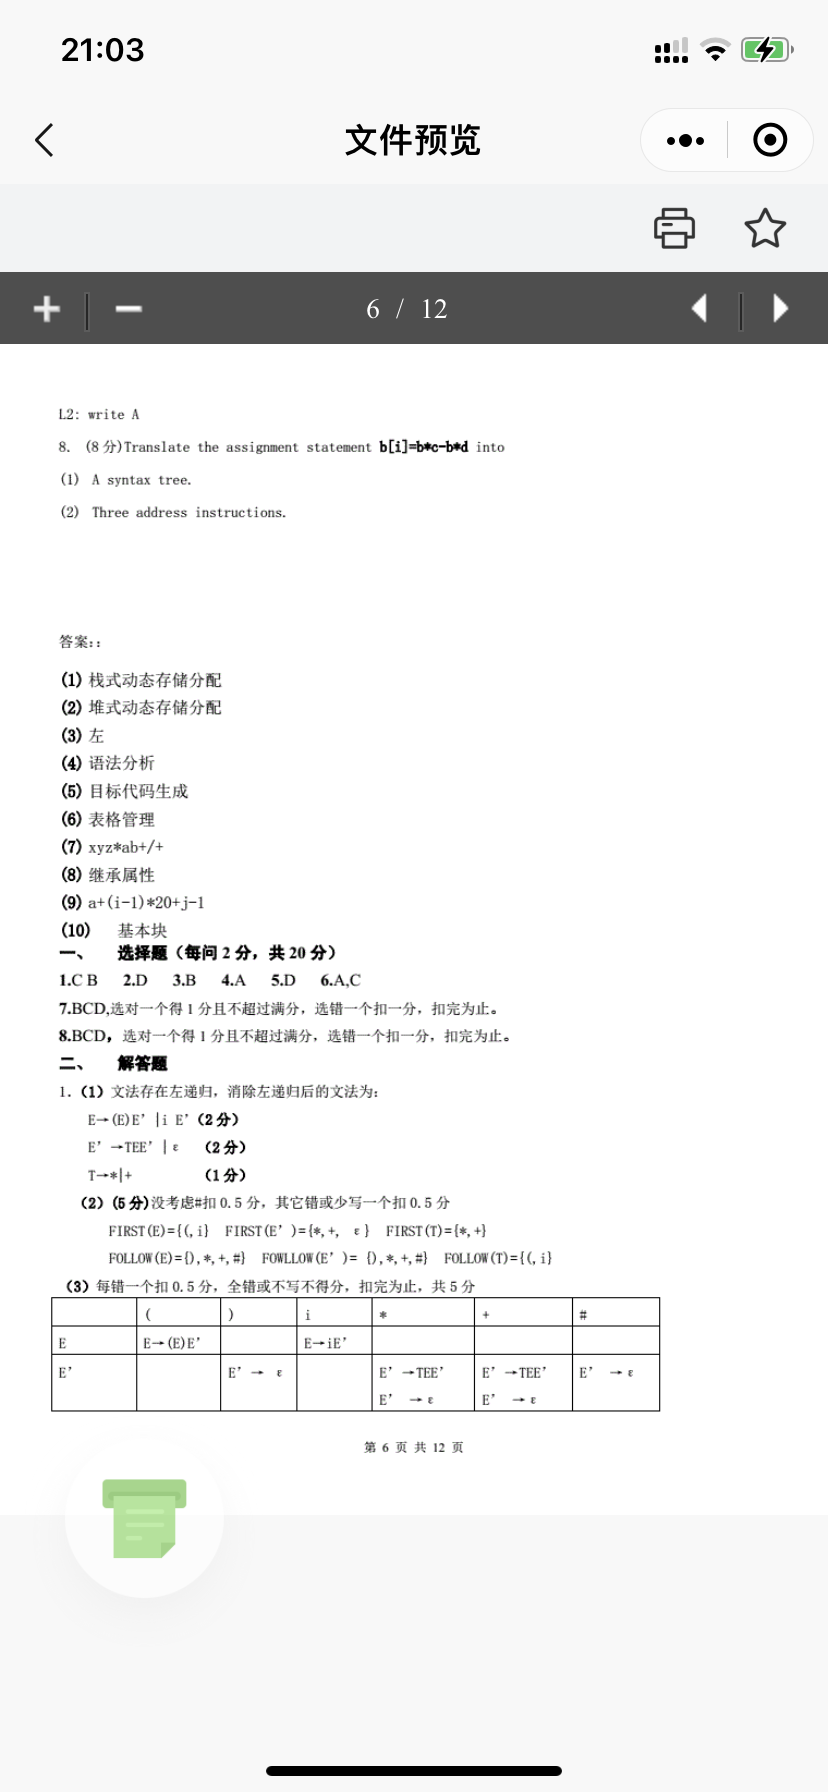 21:03
文件预览
6 / 12
L2: write A
8. (8 分)Translate the assignment statement b[i]=b*c-b*d into
(1) A syntax tree.
(2) Three address instructions.
答案::
(1) 栈式动态存储分配
(2) 堆式动态存储分配
(3) 左
(4) 语法分析
(5) 目标代码生成
(6) 表格管理
(7) xyz*ab+/+
(8) 继承属性
(9) a+(i-1)*20+j-1
(10) 基本块
一、 选择题(每问 2 分，共 20 分)
1.C B 2.D 3.B 4.A 5.D 6.A,C
7.BCD,选对一个得 1 分且不超过满分，选错一个扣一分，扣完为止。
8.BCD，选对一个得 1 分且不超过满分，选错一个扣一分，扣完为止。
二、 解答题
1. (1) 文法存在左递归，消除左递归后的文法为:
E→(E)E’|i E’(2 分)
E’→TEE’|ε (2 分)
T→*|+ (1 分)
(2) (5 分)没考虑#扣 0.5 分，其它错或少写一个扣 0.5 分
FIRST(E)={(,i} FIRST(E’)={*,+, ε} FIRST(T)={*,+}
FOLLOW(E)={),*,+,#} FOWLLOW(E’)= {),*,+,#} FOLLOW(T)={(,i}
(3) 每错一个扣 0.5 分，全错或不写不得分，扣完为止，共 5 分
( ) i * + #
E E→(E)E’ E→iE’
E’ E’→ ε E’→TEE’ E’→TEE’ E’ →ε
E’ →ε E’ →ε
第 6 页 共 12 页